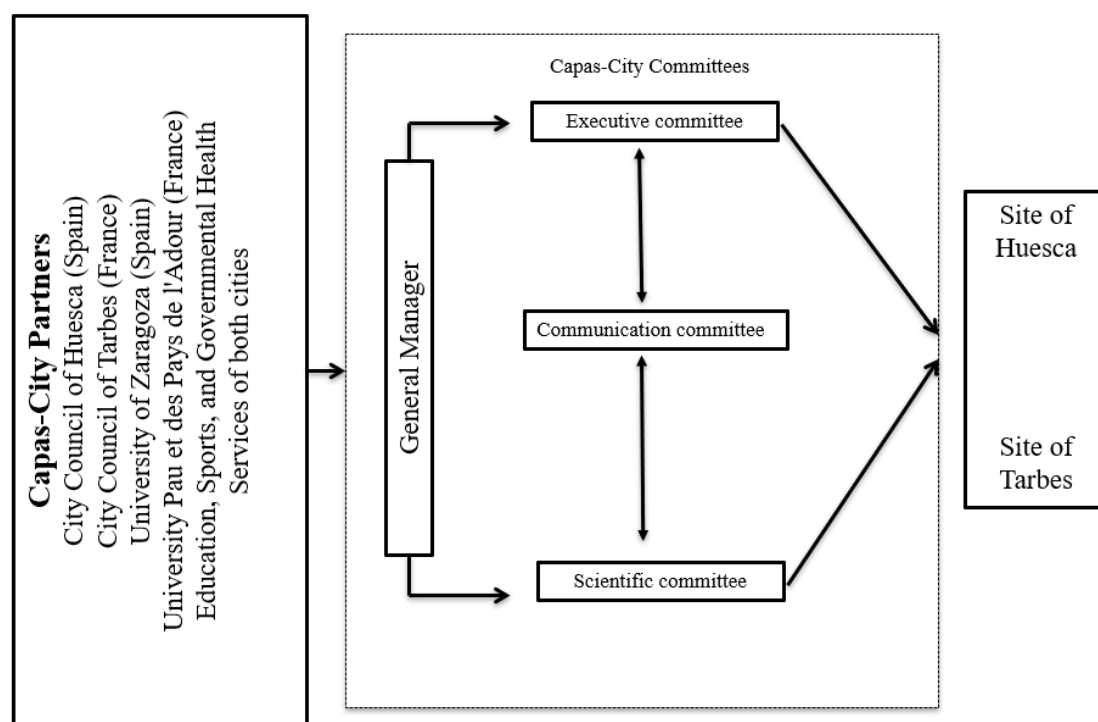 Capas-City Partners
City Council of Huesca (Spain)
City Council of Tarbes (France)
University of Zaragoza (Spain)
University Pau et des Pays de l'Adour (France)
Education, Sports, and Governmental Health
Services of both cities
Capas-City Committees
General Manager
Executive committee
Communication committee
Scientific committee
Site of
Huesca
Site of
Tarbes